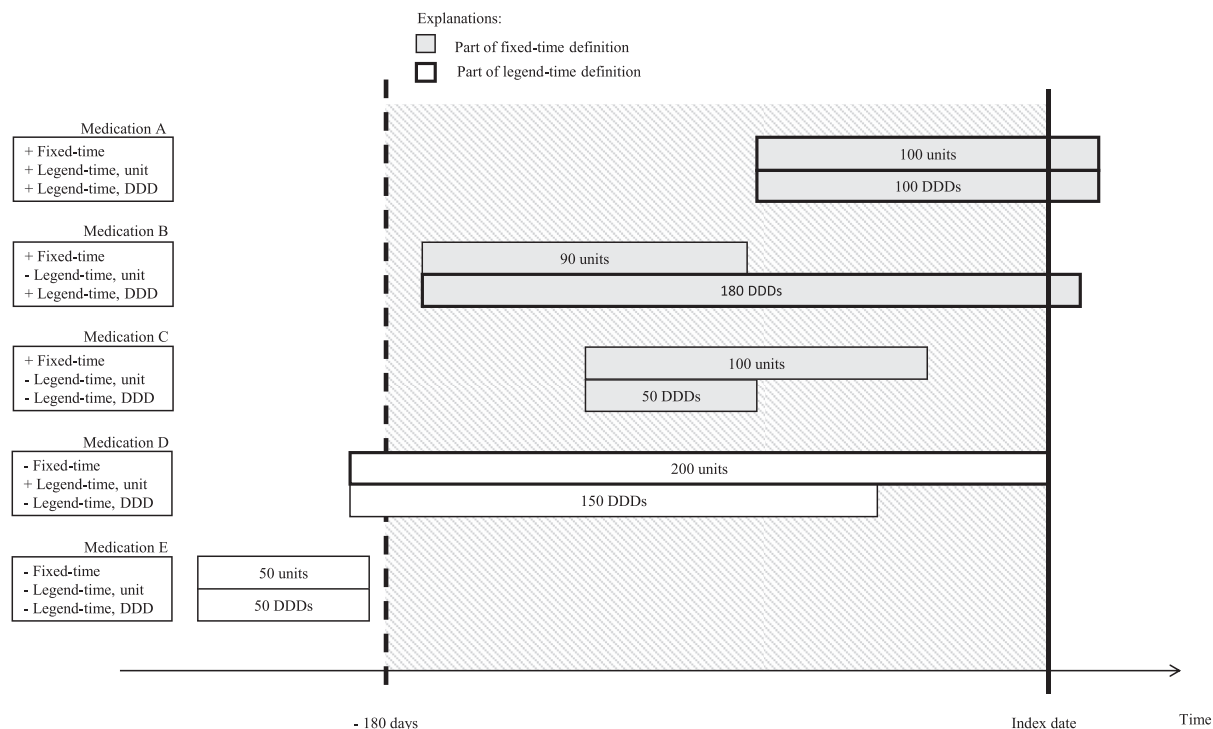 Explanations:
Part of fixed-time definition
Part of legend-time definition
Medication A
+ Fixed-time
+ Legend-time, unit
+ Legend-time, DDD
100 units
100 DDDs
Medication B
+ Fixed-time
- Legend-time, unit
+ Legend-time, DDD
90 units
180 DDDs
Medication C
+ Fixed-time
- Legend-time, unit
- Legend-time, DDD
100 units
50 DDDs
Medication D
- Fixed-time
+ Legend-time, unit
- Legend-time, DDD
200 units
150 DDDs
Medication E
- Fixed-time
- Legend-time, unit
- Legend-time, DDD
50 units
50 DDDs
- 180 days
Index date
Time